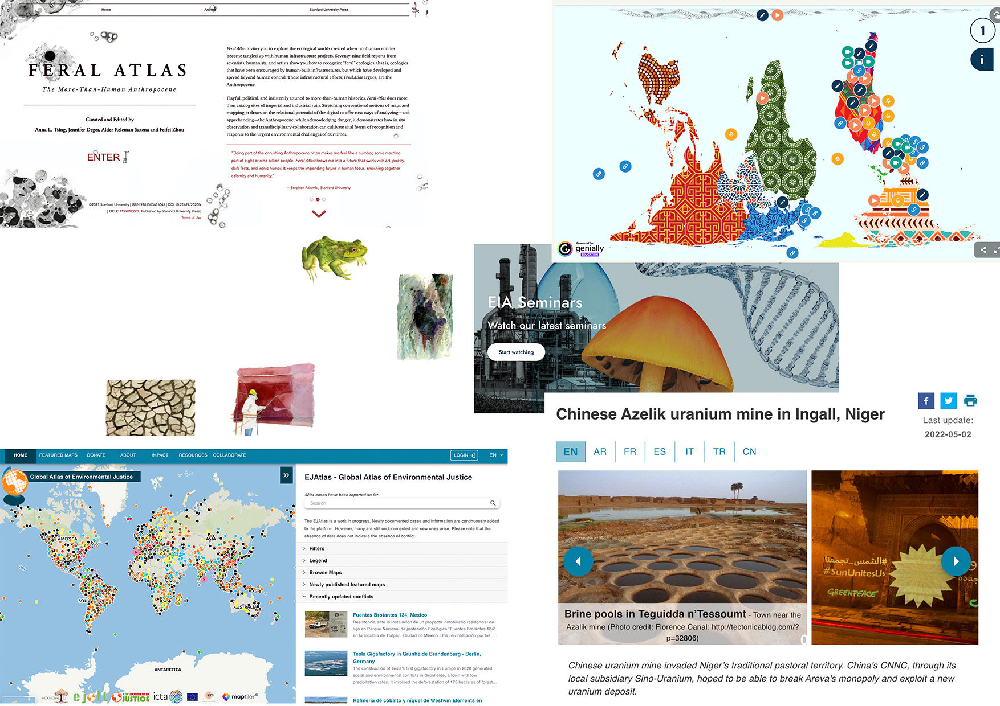 Home
Archive
Stanford University Press
FERAL ATLAS
The More-Than-Human Anthropocene
Curated and Edited by
Anna L. Tsing, Jennifer Deger, Alder Keleman Saxena and Feifei Zhou
ENTER
©2021 Stanford University | ISBN 9781503615045 | DOI 10.21627/2020fa
| OCLC 1199012220 | Published by Stanford University Press |
Terms of Use
Feral Atlas invites you to explore the ecological worlds created when nonhuman entities
become tangled up with human infrastructure projects. Seventy-nine field reports from
scientists, humanists, and artists show you how to recognize "feral" ecologies, that is, ecologies
that have been encouraged by human-built infrastructures, but which have developed and
spread beyond human control. These infrastructural effects, Feral Atlas argues, are the
Anthropocene.
Playful, political, and insistently attuned to more-than-human histories, Feral Atlas does more
than catalog sites of imperial and industrial ruin. Stretching conventional notions of maps and
mapping, it draws on the relational potential of the digital to offer new ways of analyzing—and
apprehending—the Anthropocene; while acknowledging danger, it demonstrates how in situ
observation and transdisciplinary collaboration can cultivate vital forms of recognition and
response to the urgent environmental challenges of our times.
"Being part of the onrushing Anthropocene often makes me feel like a number, some machine
part of eight or nine billion people. Feral Atlas throws me into a future that swirls with art, poetry,
dark facts, and ironic humor. It keeps the impending future in human focus, smashing together
calamity and humanity."
—Stephen Palumbi, Stanford University
1
i
Powered by
genially
EDUCATION
EIA Seminars
Watch our latest seminars
Start watching
Chinese Azelik uranium mine in Ingall, Niger
Last update:
2022-05-02
EN AR FR ES IT TR CN
Brine pools in Teguidda n'Tessoumt - Town near the
Azalik mine (Photo credit: Florence Canal: http://tectonicblog.com/?
p=32806)
#الشمس_تجمعنا
#SunUnitesUs
GREENPEACE
Chinese uranium mine invaded Niger's traditional pastoral territory. China's CNNC, through its
local subsidiary Sino-Uranium, hoped to be able to break Areva's monopoly and exploit a new
uranium deposit.
HOME FEATURED MAPS DONATE ABOUT IMPACT RESOURCES COLLABORATE LOGIN EN
Global Atlas of Environmental Justice
AMERICA
ASIA
SOU
AUSTRALIA
ANTARCTICA
ACKNOWL EJ
ejolt
ENVIRONMENTAL
JUSTICE
icta
erc
maptiler
EJAtlas - Global Atlas of Environmental Justice
4294 cases have been reported so far
Search
The EJAtlas is a work in progress. Newly documented cases and information are continuously added
to the platform. However, many are still undocumented and new ones arise. Please note that the
absence of data does not indicate the absence of conflict.
Filters
Legend
Browse Maps
Newly published featured maps
Recently updated conflicts
Fuentes Brotantes 134, Mexico
Resistencia ante la instalación de un proyecto inmobiliario residencial de
lujo en Parque Nacional de protección Ecológica "Fuentes Brotantes 134"
en la alcaldía de Tlalpan, Ciudad de México. Una reivinidcación por los...
Tesla Gigafactory in Grünheide Brandenburg - Berlin,
Germany
The construction of Tesla's first gigafactory in Europe in 2020 generated
social and environmental conflicts in Grünheide, a town with low
precipitation rates. It involved the deforestation of 175 hectares of forest...
Refinería de cobalto y níquel de Westwin Elements en